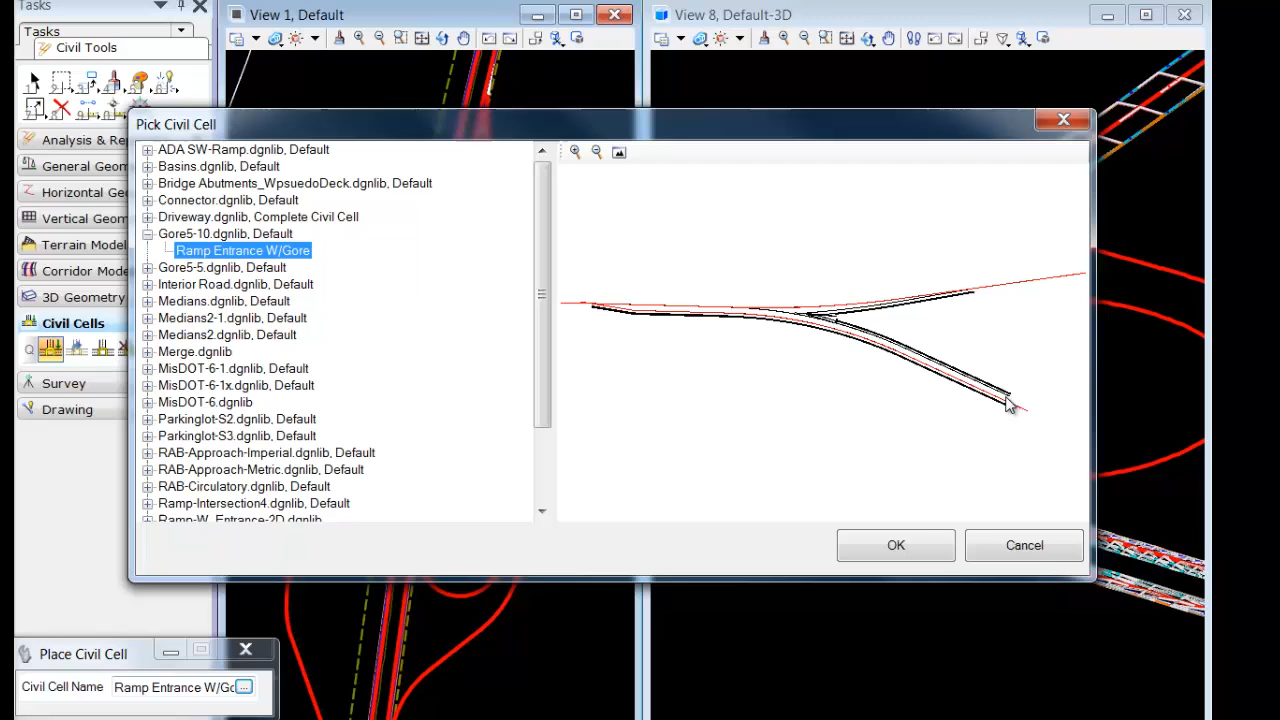 Tasks
View 1, Default
View 8, Default-3D
Tasks
Civil Tools
Pick Civil Cell
Analysis & Re
General Geom
Horizontal Ge
Vertical Geom
Terrain Model
Corridor Mode
3D Geometry
Civil Cells
Survey
Drawing
ADA SW-Ramp.dgnlib, Default
Basins.dgnlib, Default
Bridge Abutments_WpsuedoDeck.dgnlib, Default
Connector.dgnlib, Default
Driveway.dgnlib, Complete Civil Cell
Gore5-10.dgnlib, Default
Ramp Entrance W/Gore
Gore5-5.dgnlib, Default
Interior Road.dgnlib, Default
Medians.dgnlib, Default
Medians2-1.dgnlib, Default
Medians2.dgnlib, Default
Merge.dgnlib
MisDOT-6-1.dgnlib, Default
MisDOT-6-1x.dgnlib, Default
MisDOT-6.dgnlib
Parkinglot-S2.dgnlib, Default
Parkinglot-S3.dgnlib, Default
RAB-Approach-Imperial.dgnlib, Default
RAB-Approach-Metric.dgnlib, Default
RAB-Circulatory.dgnlib, Default
Ramp-Intersection4.dgnlib, Default
Ramp-W_Entrance-2D.dgnlib
OK
Cancel
Place Civil Cell
Civil Cell Name
Ramp Entrance W/Go
...